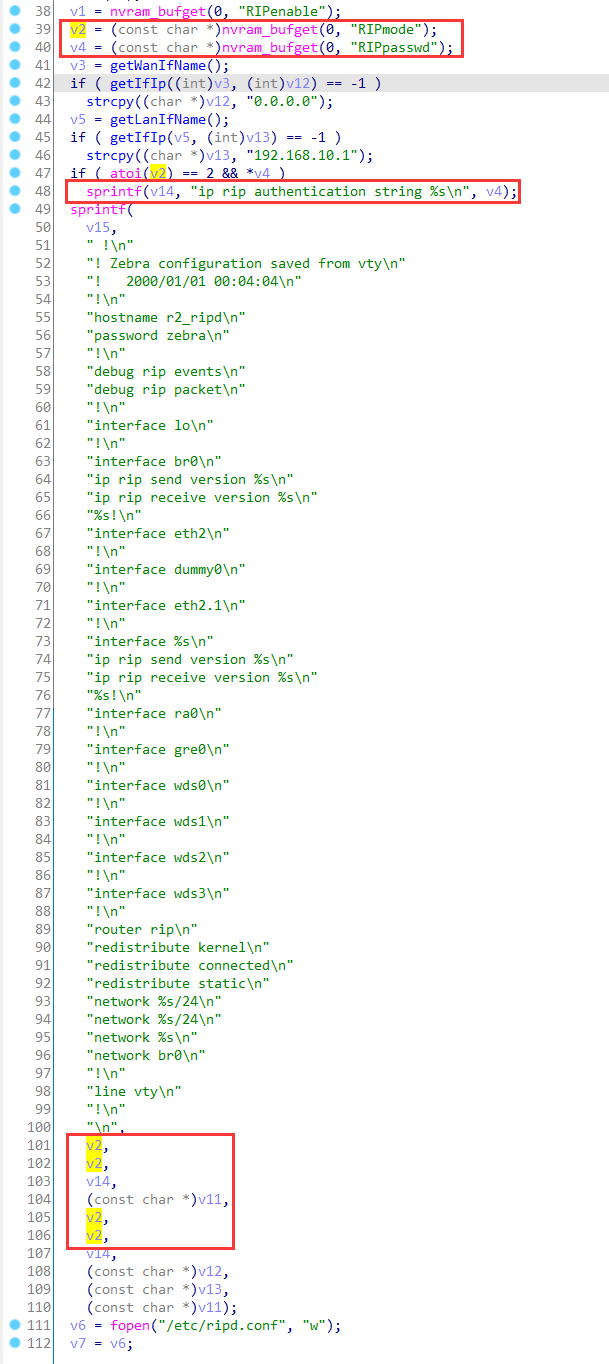 38 v1 = nvram_bufget(0, "RIPenable");
39 v2 = (const char *)nvram_bufget(0, "RIPmode");
40 v4 = (const char *)nvram_bufget(0, "RIPpasswd");
41 v3 = getWanIfName();
42 if ( getIfIp((int)v3, (int)v12) == -1 )
43 strcpy((char *)v12, "0.0.0.0");
44 v5 = getLanIfName();
45 if ( getIfIp(v5, (int)v13) == -1 )
46 strcpy((char *)v13, "192.168.10.1");
47 if ( atoi(v2) == 2 && *v4 )
48 sprintf(v14, "ip rip authentication string %s\n", v4);
49 sprintf(
50 v15,
51 " !\n"
52 "! Zebra configuration saved from vty\n"
53 "!   2000/01/01 00:04:04\n"
54 "!\n"
55 "hostname r2_ripd\n"
56 "password zebra\n"
57 "!\n"
58 "debug rip events\n"
59 "debug rip packet\n"
60 "!\n"
61 "interface lo\n"
62 "!\n"
63 "interface br0\n"
64 "ip rip send version %s\n"
65 "ip rip receive version %s\n"
66 "%s!\n"
67 "interface eth2\n"
68 "!\n"
69 "interface dummy0\n"
70 "!\n"
71 "interface eth2.1\n"
72 "!\n"
73 "interface %s\n"
74 "ip rip send version %s\n"
75 "ip rip receive version %s\n"
76 "%s!\n"
77 "interface ra0\n"
78 "!\n"
79 "interface gre0\n"
80 "!\n"
81 "interface wds0\n"
82 "!\n"
83 "interface wds1\n"
84 "!\n"
85 "interface wds2\n"
86 "!\n"
87 "interface wds3\n"
88 "!\n"
89 "router rip\n"
90 "redistribute kernel\n"
91 "redistribute connected\n"
92 "redistribute static\n"
93 "network %s/24\n"
94 "network %s/24\n"
95 "network %s\n"
96 "network br0\n"
97 "!\n"
98 "line vty\n"
99 "!\n"
100 "\n",
101 v2,
102 v2,
103 v14,
104 (const char *)v11,
105 v2,
106 v2,
107 v14,
108 (const char *)v12,
109 (const char *)v13,
110 (const char *)v11);
111 v6 = fopen("/etc/ripd.conf", "w");
112 v7 = v6;